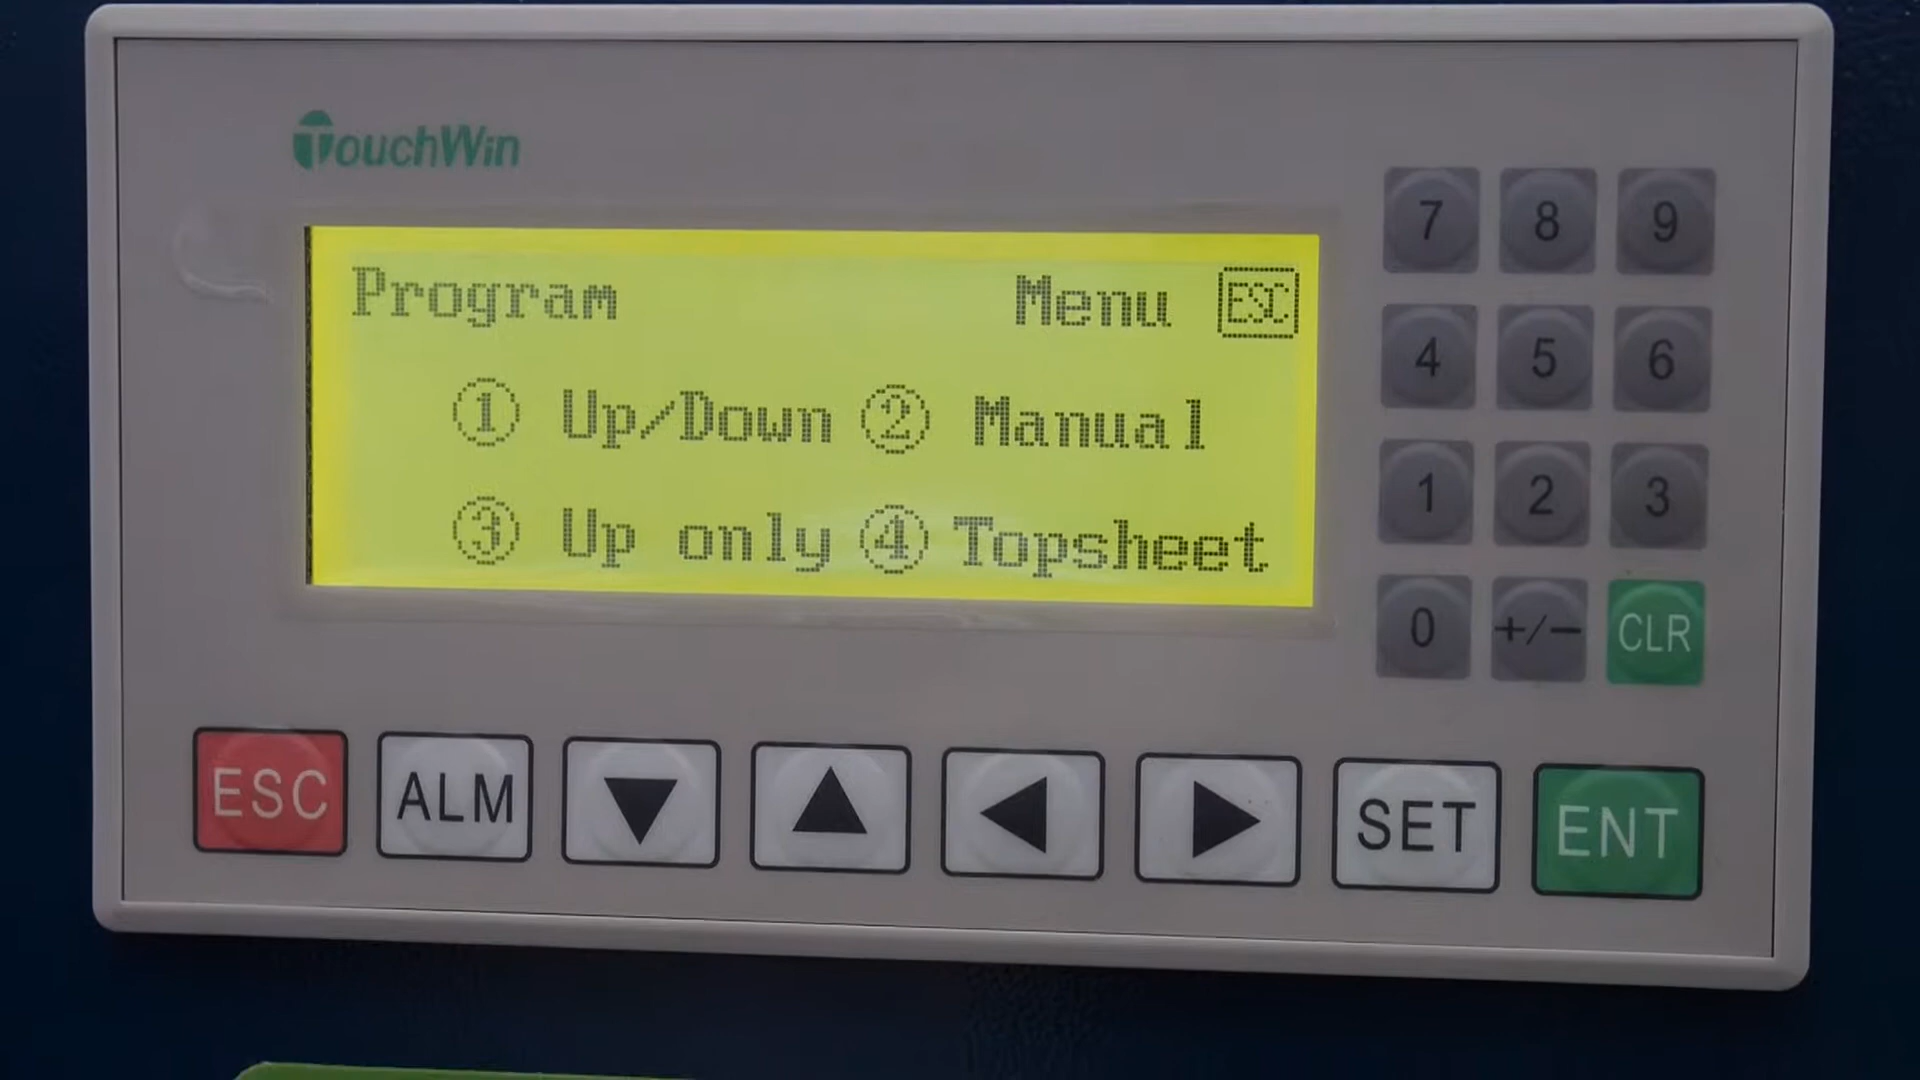 TouchWin
Program Menu ESC
① Up/Down ② Manual
③ Up only ④ Topsheet
7 8 9
4 5 6
1 2 3
0 +/− CLR
ESC ALM ▼ ▲ ◀ ▶ SET ENT